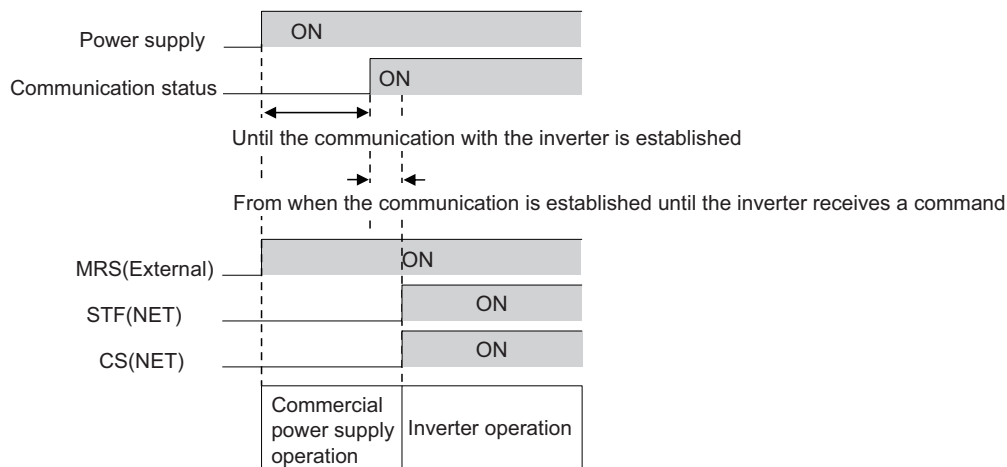 Power supply
ON
Communication status
ON
Until the communication with the inverter is established
From when the communication is established until the inverter receives a command
MRS(External)
ON
STF(NET)
ON
CS(NET)
ON
Commercial
power supply
operation
Inverter operation